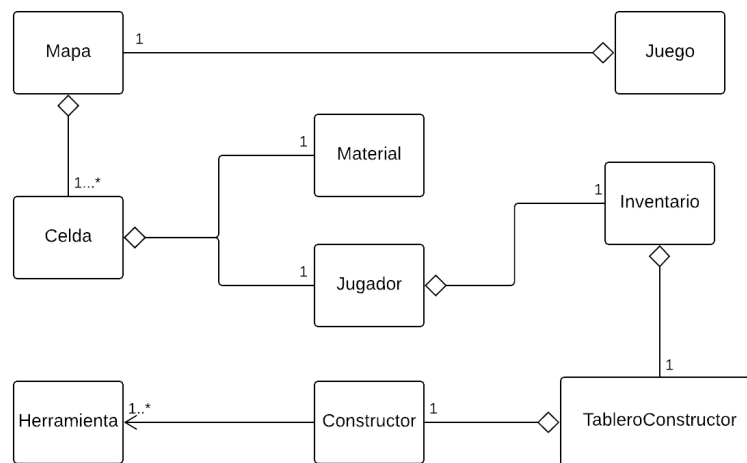 Mapa
1
Juego
1...*
Material
1
Celda
Jugador
1
Inventario
1
1
Herramienta
1..*
Constructor
1
TableroConstructor